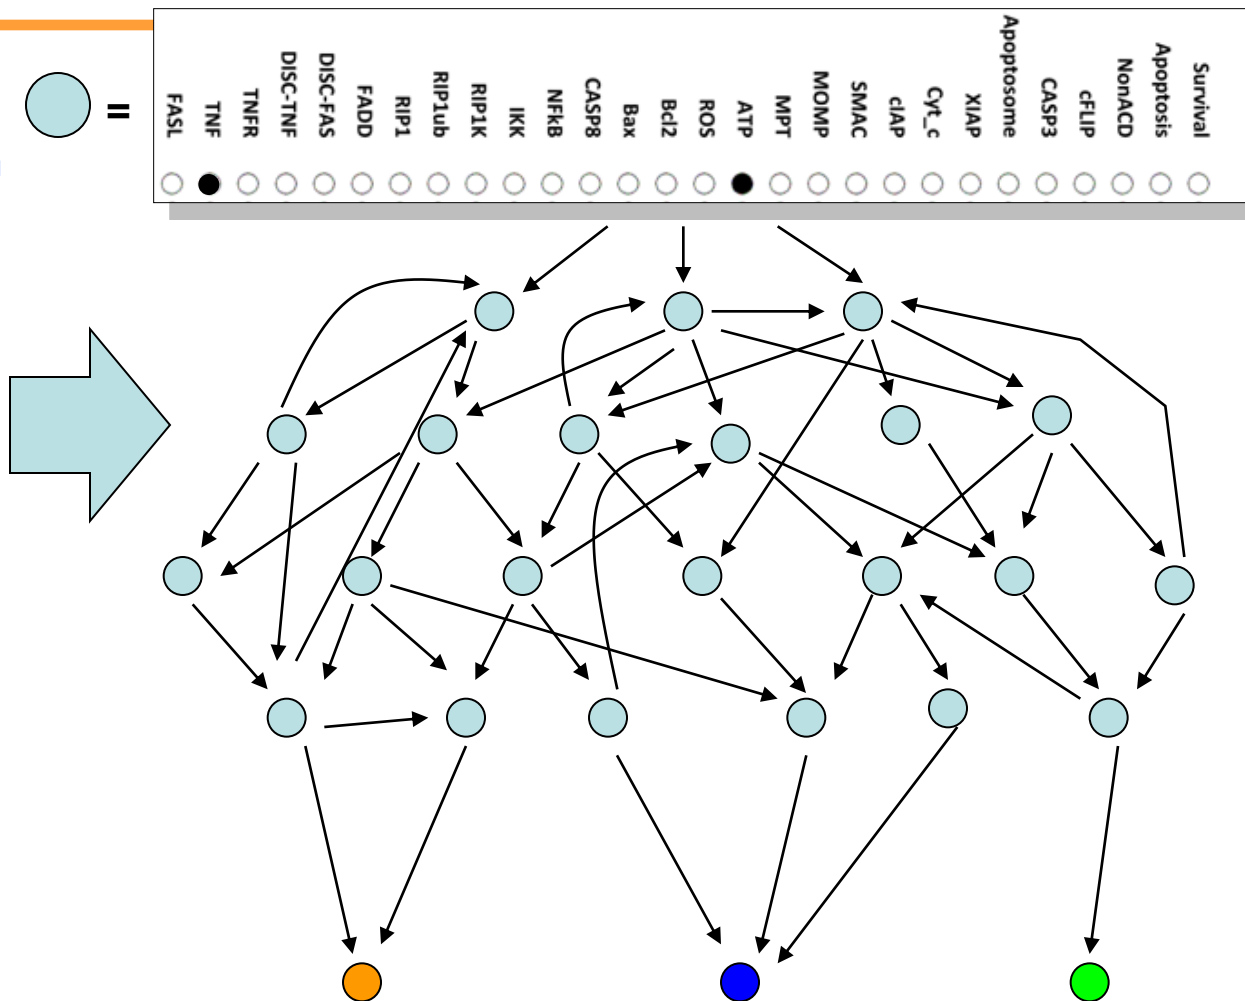 =
FASL
TNF
TNFR
DISC-TNF
DISC-FAS
FADD
RIP1
RIP1ub
RIP1K
IKK
NFkB
CASP8
Bax
Bcl2
ROS
ATP
MPT
MOMP
SMAC
cIAP
Cyt_c
XIAP
Apoptosome
CASP3
cFLIP
NonACD
Apoptosis
Survival